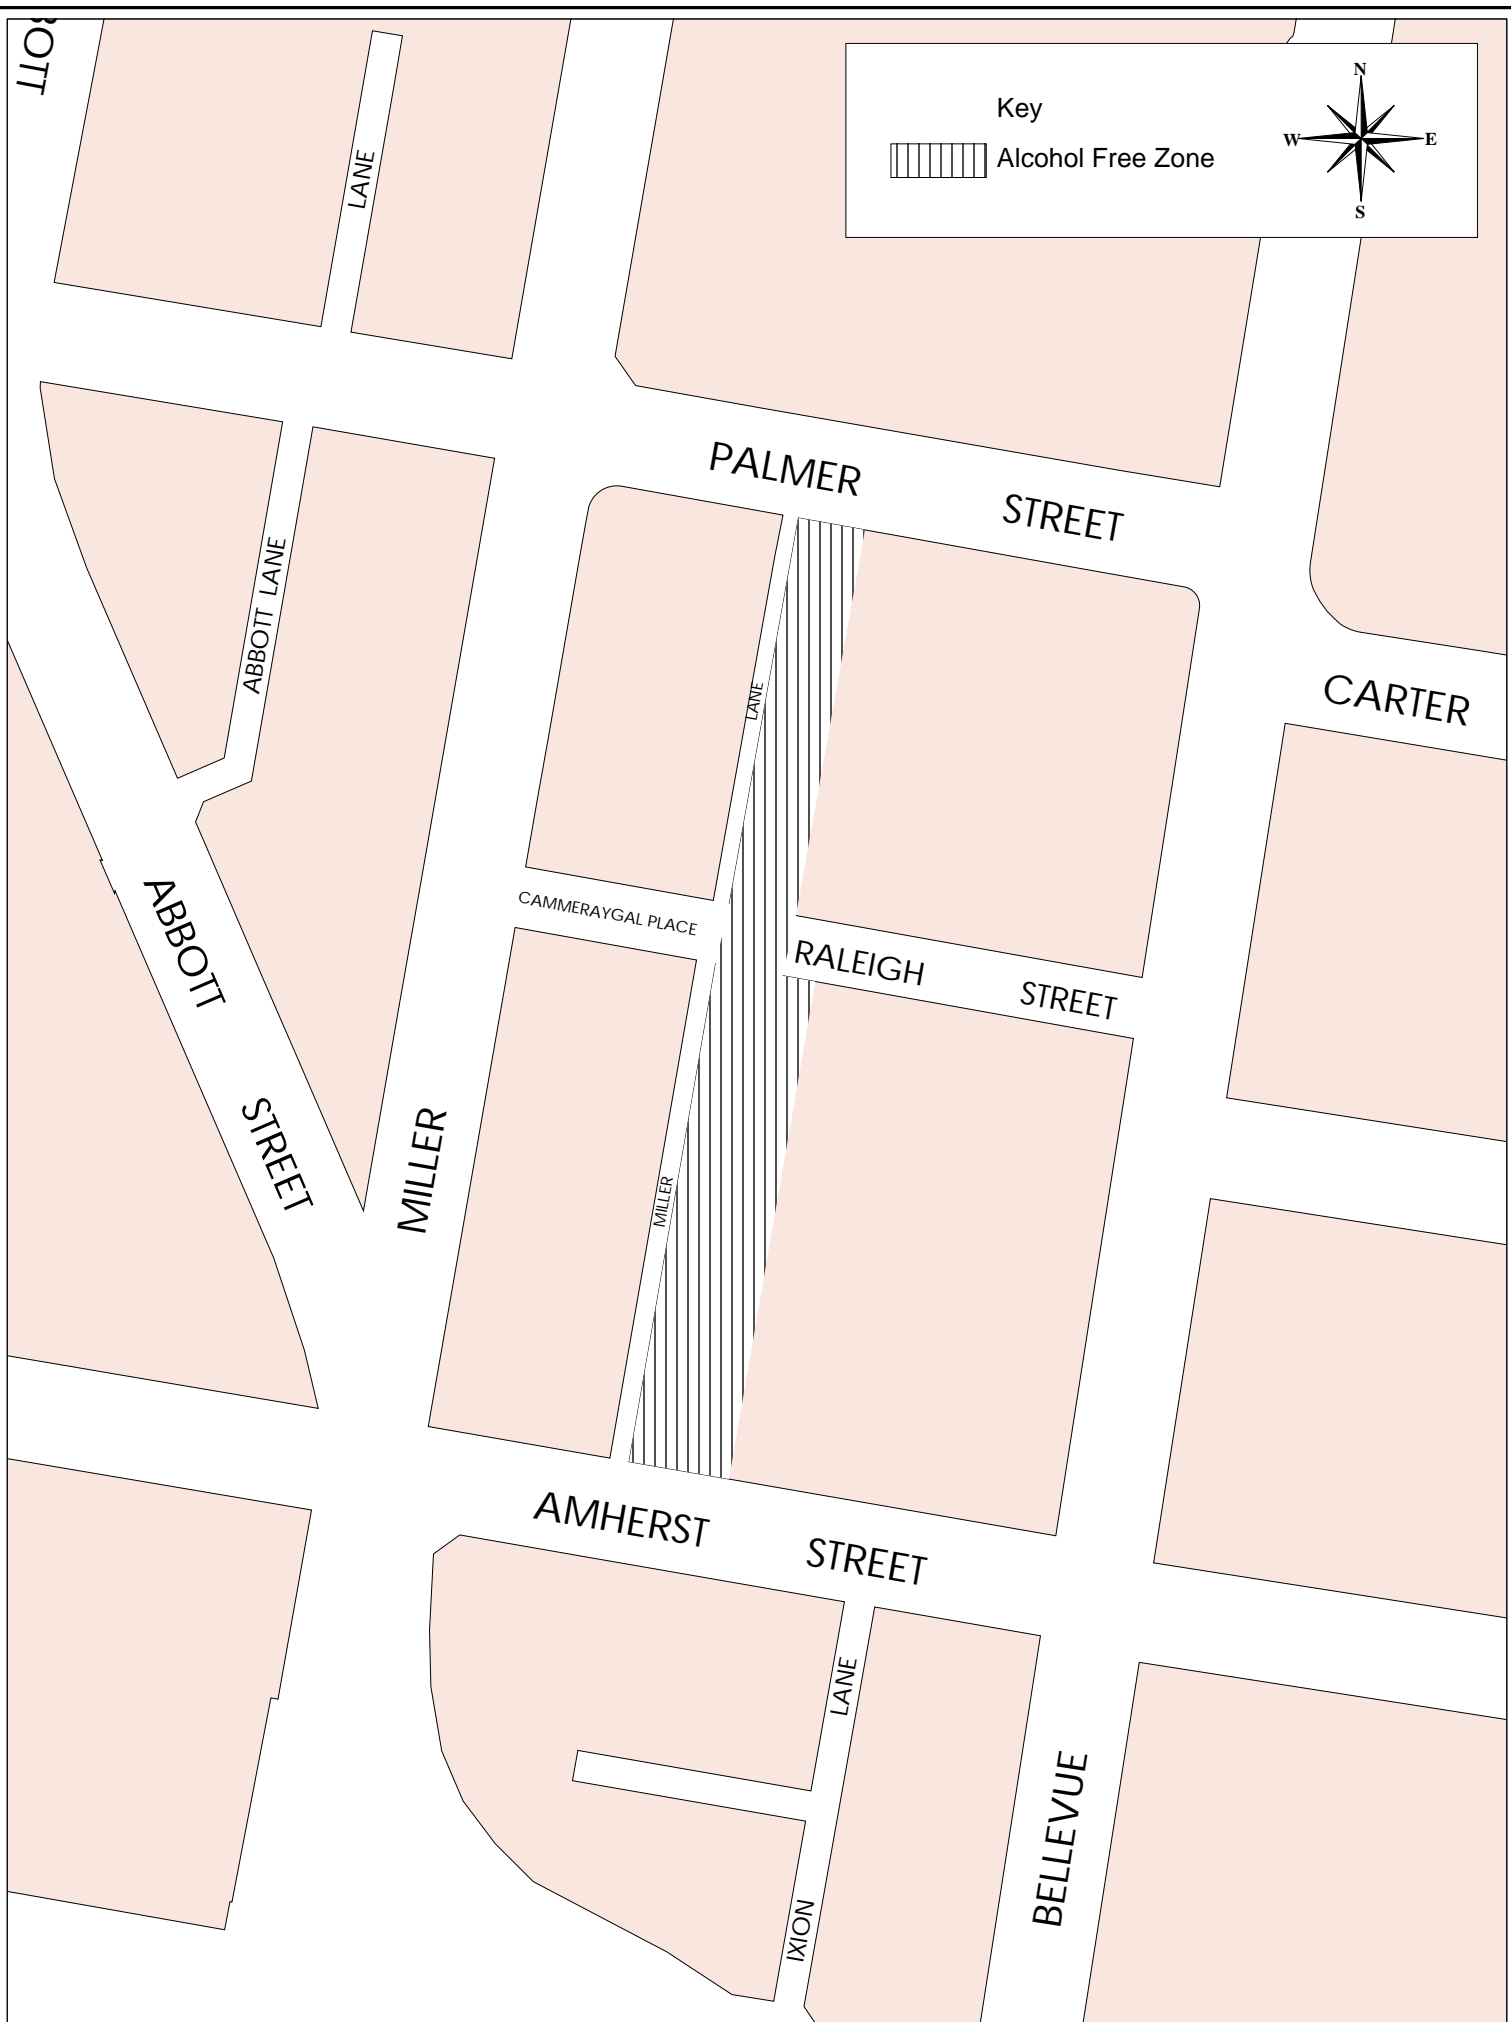 BOTT
N
Key
W
E
Alcohol Free Zone
S
LANE
PALMER STREET
ABBOTT LANE
LANE
CARTER
CAMMERAYGAL PLACE
RALEIGH STREET
ABBOTT STREET
MILLER
MILLER
AMHERST STREET
LANE
BELLEVUE
IXION